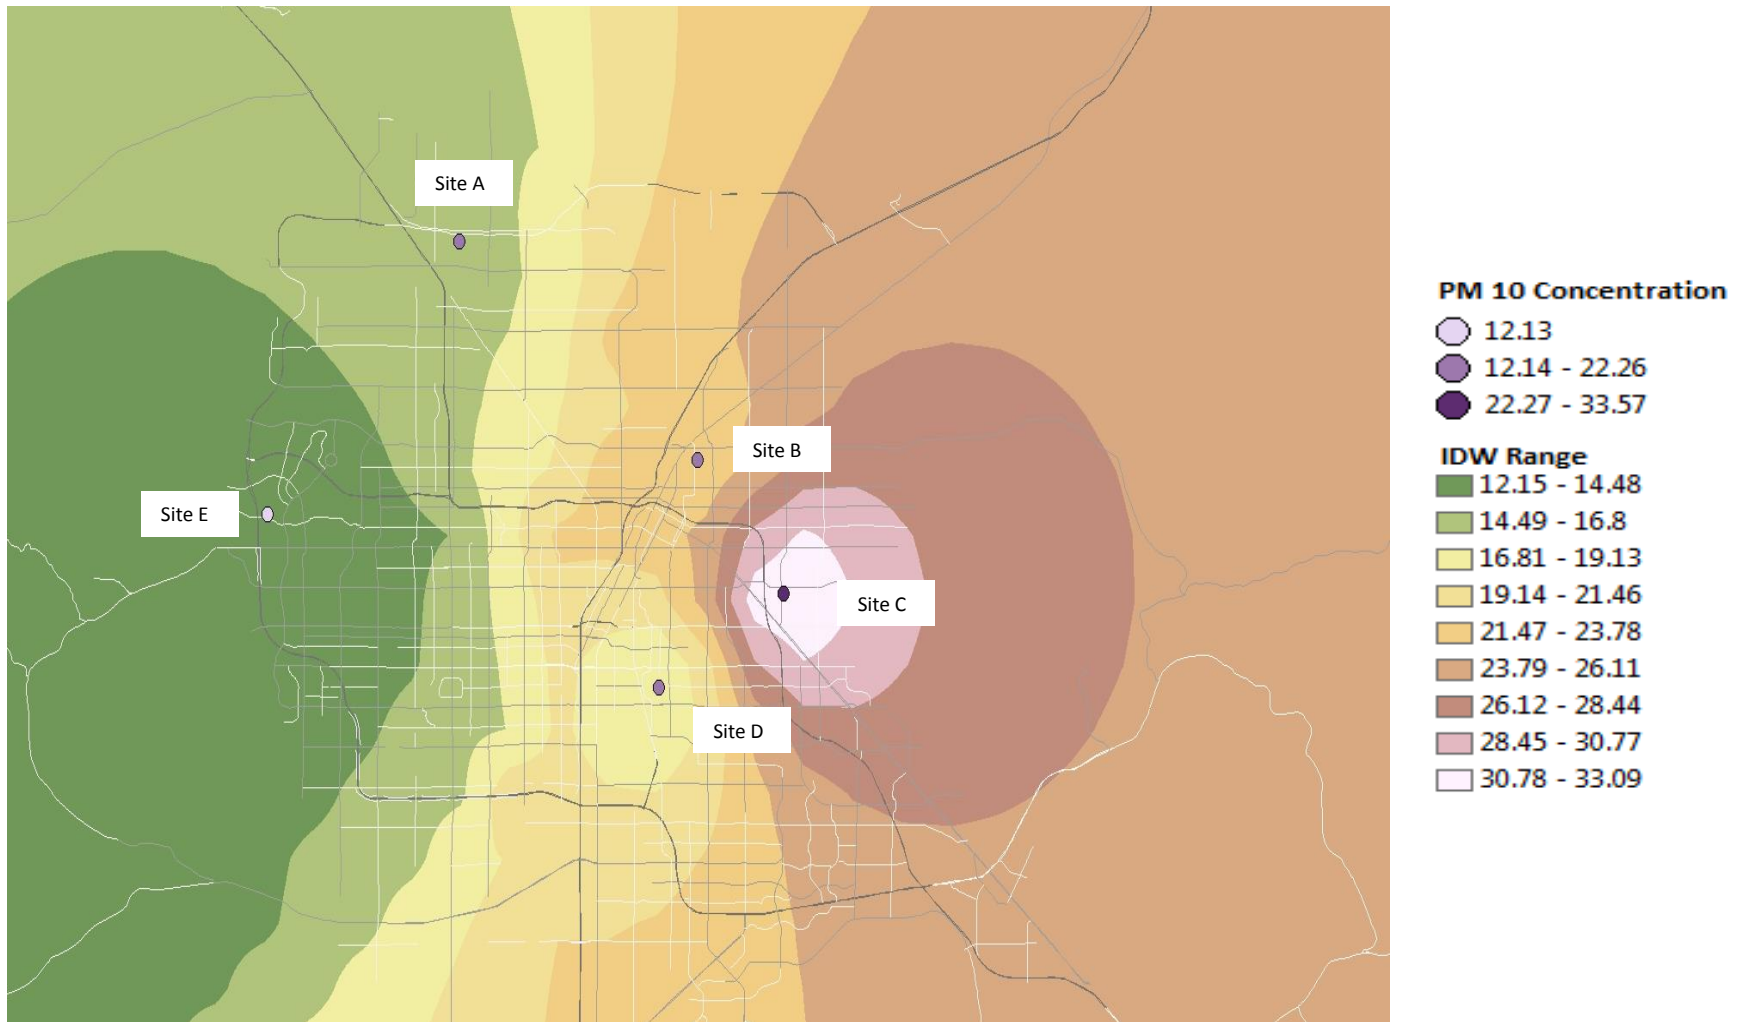 Site A
Site B
Site E
Site C
Site D
PM 10 Concentration
12.13
12.14 - 22.26
22.27 - 33.57
IDW Range
12.15 - 14.48
14.49 - 16.8
16.81 - 19.13
19.14 - 21.46
21.47 - 23.78
23.79 - 26.11
26.12 - 28.44
28.45 - 30.77
30.78 - 33.09